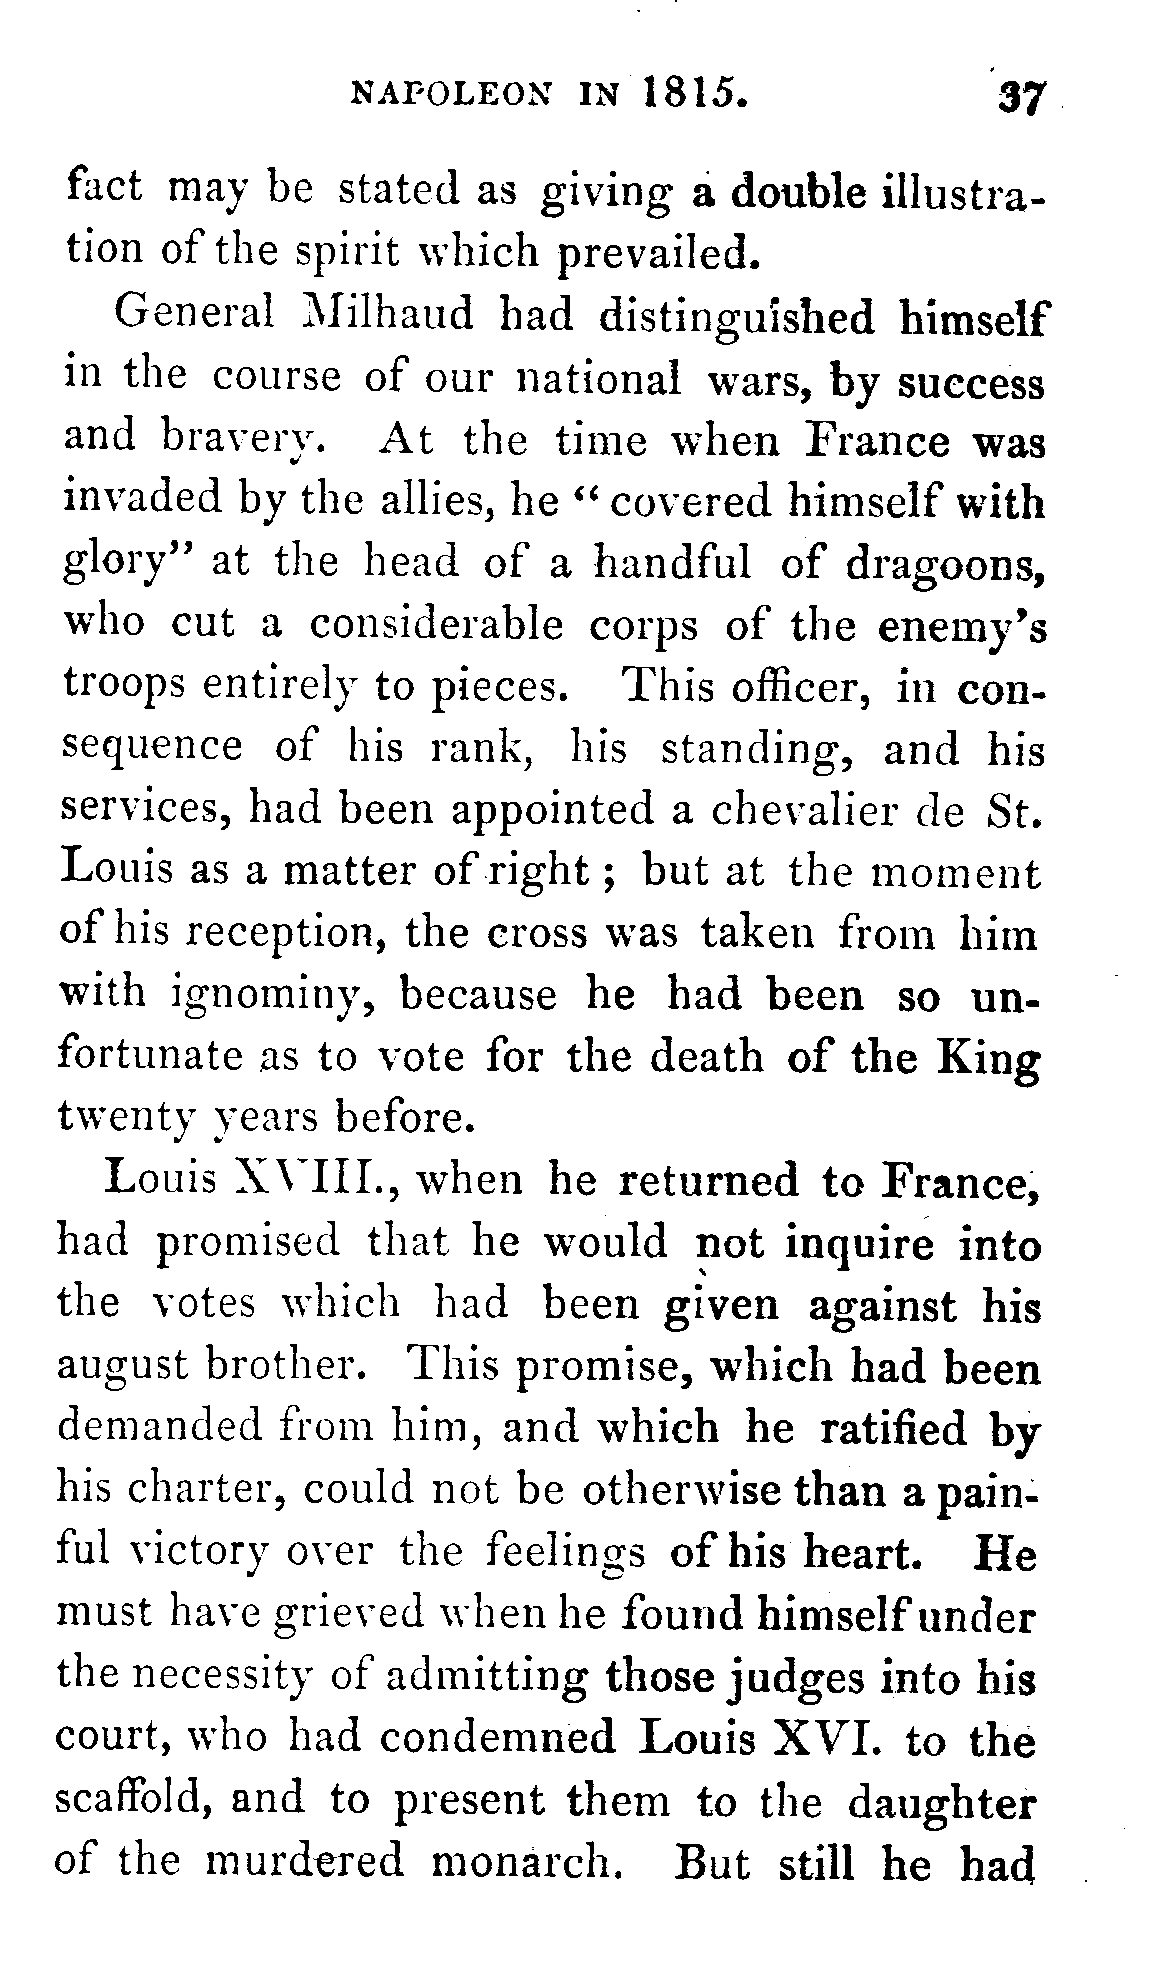 NAPOLEON IN 1815. 37
fact may be stated as giving a double illustra-
tion of the spirit which prevailed.
General Milhaud had distinguished himself
in the course of our national wars, by success
and bravery. At the time when France was
invaded by the allies, he “ covered himself with
glory” at the head of a handful of dragoons,
who cut a considerable corps of the enemy's
troops entirely to pieces. This officer, in con-
sequence of his rank, his standing, and his
services, had been appointed a chevalier de St.
Louis as a matter of right ; but at the moment
of his reception, the cross was taken from him
with ignominy, because he had been so un-
fortunate as to vote for the death of the King
twenty years before.
Louis XVIII., when he returned to France,
had promised that he would not inquire into
the votes which had been given against his
august brother. This promise, which had been
demanded from him, and which he ratified by
his charter, could not be otherwise than a pain-
ful victory over the feelings of his heart. He
must have grieved when he found himself under
the necessity of admitting those judges into his
court, who had condemned Louis XVI. to the
scaffold, and to present them to the daughter
of the murdered monarch. But still he had